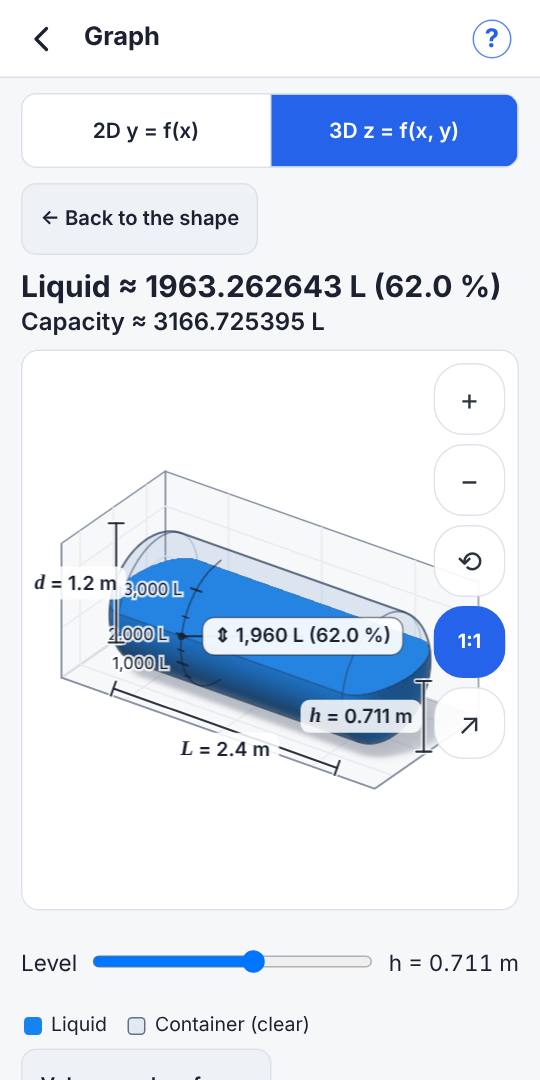 Graph
?
2D y = f(x)
3D z = f(x, y)
← Back to the shape
Liquid ≈ 1963.262643 L (62.0 %)
Capacity ≈ 3166.725395 L
+
−
⟲
1:1
↗
d = 1.2 m
3,000 L
2,000 L
⇕ 1,960 L (62.0 %)
1,000 L
h = 0.711 m
L = 2.4 m
Level
h = 0.711 m
Liquid
Container (clear)